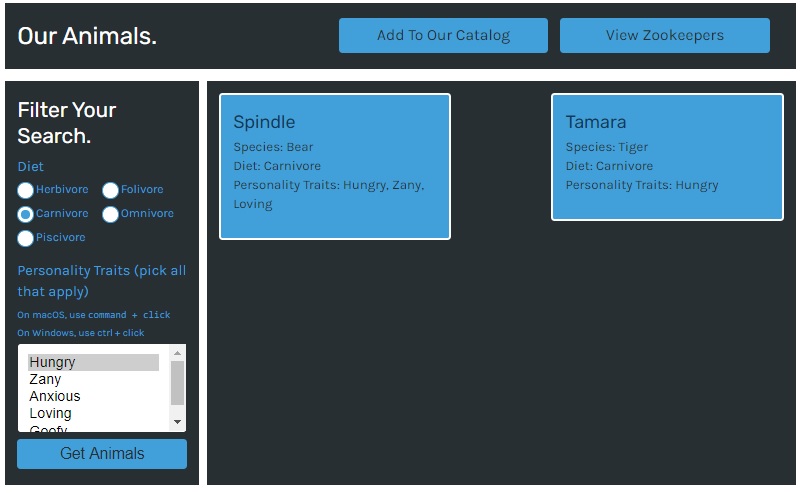 Our Animals.
Add To Our Catalog
View Zookeepers
Filter Your
Search.
Diet
Herbivore
Folivore
Carnivore
Omnivore
Piscivore
Personality Traits (pick all
that apply)
On macOS, use command + click
On Windows, use ctrl + click
Hungry
Zany
Anxious
Loving
Goofy
Get Animals
Spindle
Species: Bear
Diet: Carnivore
Personality Traits: Hungry, Zany,
Loving
Tamara
Species: Tiger
Diet: Carnivore
Personality Traits: Hungry